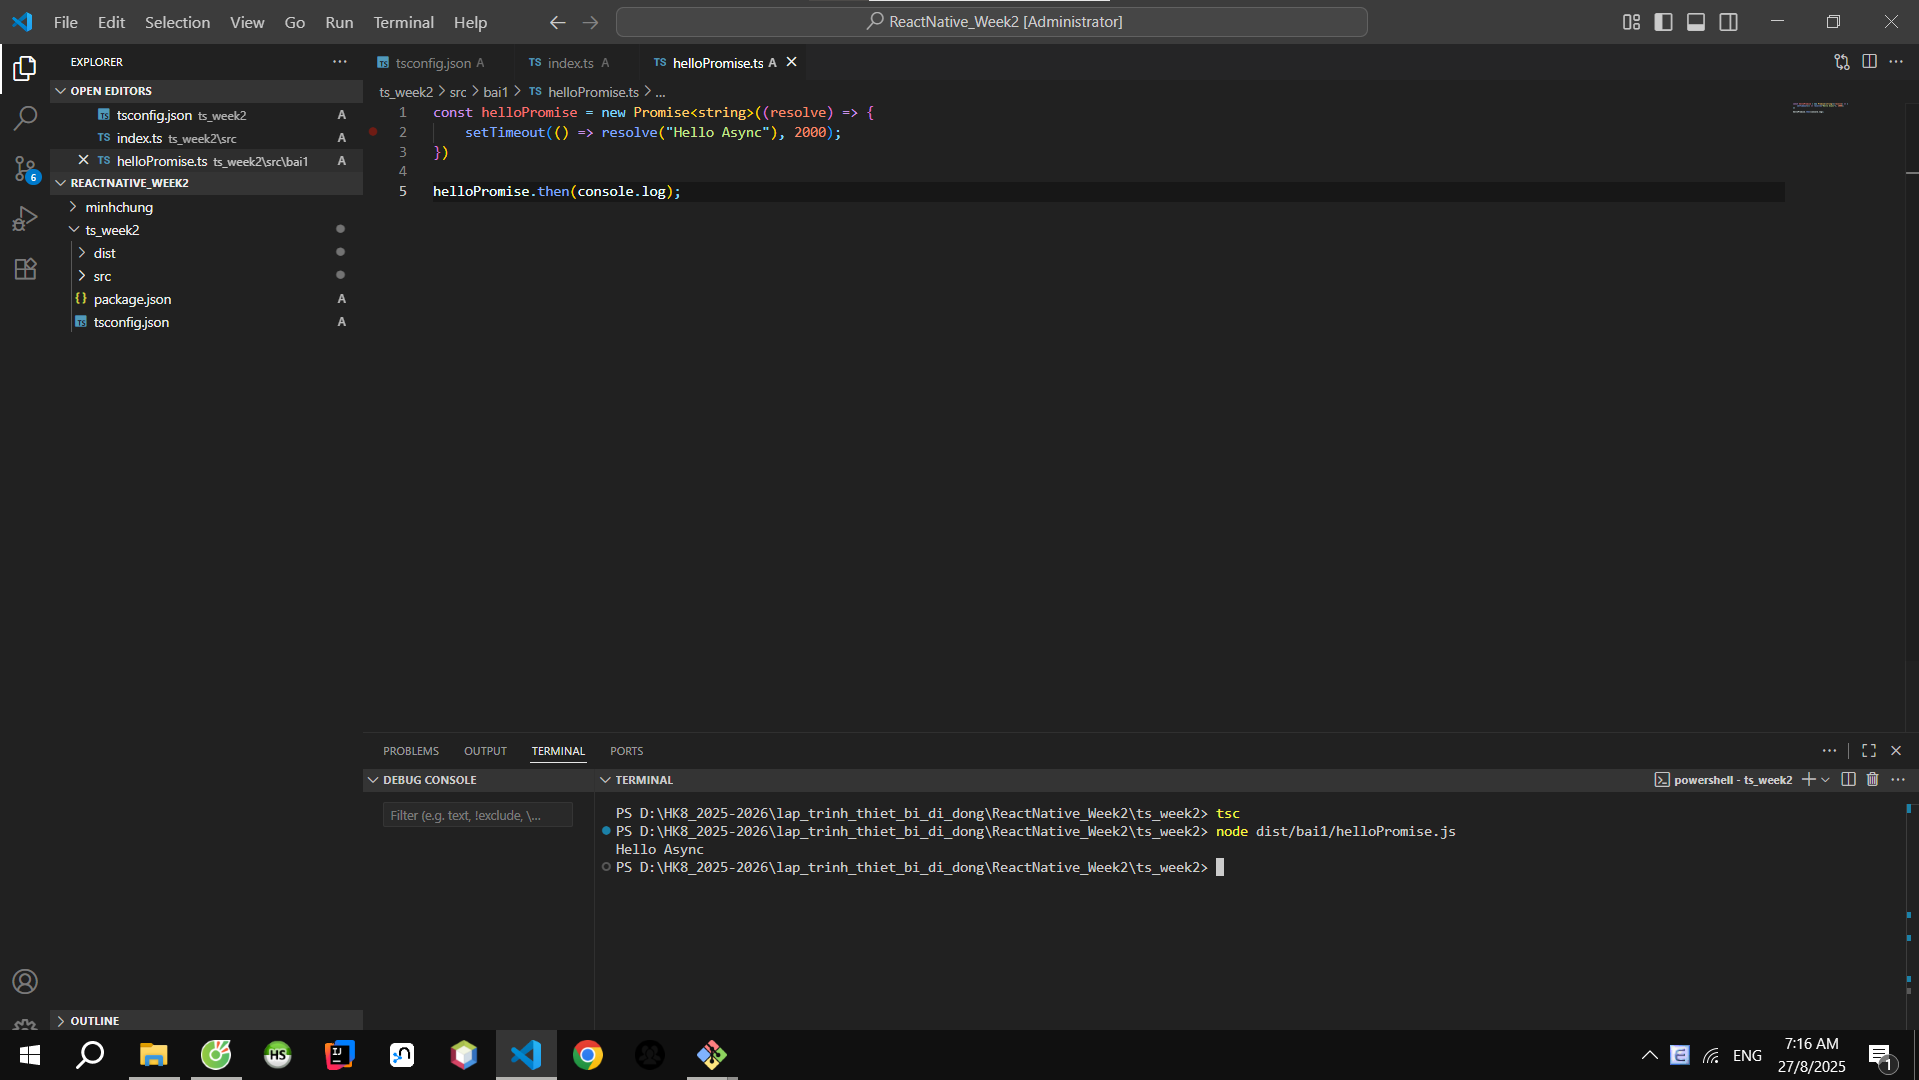 File Edit Selection View Go Run Terminal Help
ReactNative_Week2 [Administrator]
EXPLORER
OPEN EDITORS
tsconfig.json ts_week2 A
index.ts ts_week2\src A
helloPromise.ts ts_week2\src\bai1 A
REACTNATIVE_WEEK2
minhchung
ts_week2
dist
src
package.json A
tsconfig.json A
6
OUTLINE
tsconfig.json A
index.ts A
helloPromise.ts A
ts_week2 > src > bai1 > TS helloPromise.ts > ...
1 const helloPromise = new Promise<string>((resolve) => {
2 setTimeout(() => resolve("Hello Async"), 2000);
3 })
4
5 helloPromise.then(console.log);
PROBLEMS OUTPUT TERMINAL PORTS
DEBUG CONSOLE
Filter (e.g. text, !exclude, \...
TERMINAL
powershell - ts_week2
PS D:\HK8_2025-2026\lap_trinh_thiet_bi_di_dong\ReactNative_Week2\ts_week2> tsc
PS D:\HK8_2025-2026\lap_trinh_thiet_bi_di_dong\ReactNative_Week2\ts_week2> node dist/bai1/helloPromise.js
Hello Async
PS D:\HK8_2025-2026\lap_trinh_thiet_bi_di_dong\ReactNative_Week2\ts_week2>
HS
IJ
E
ENG
7:16 AM
27/8/2025
1